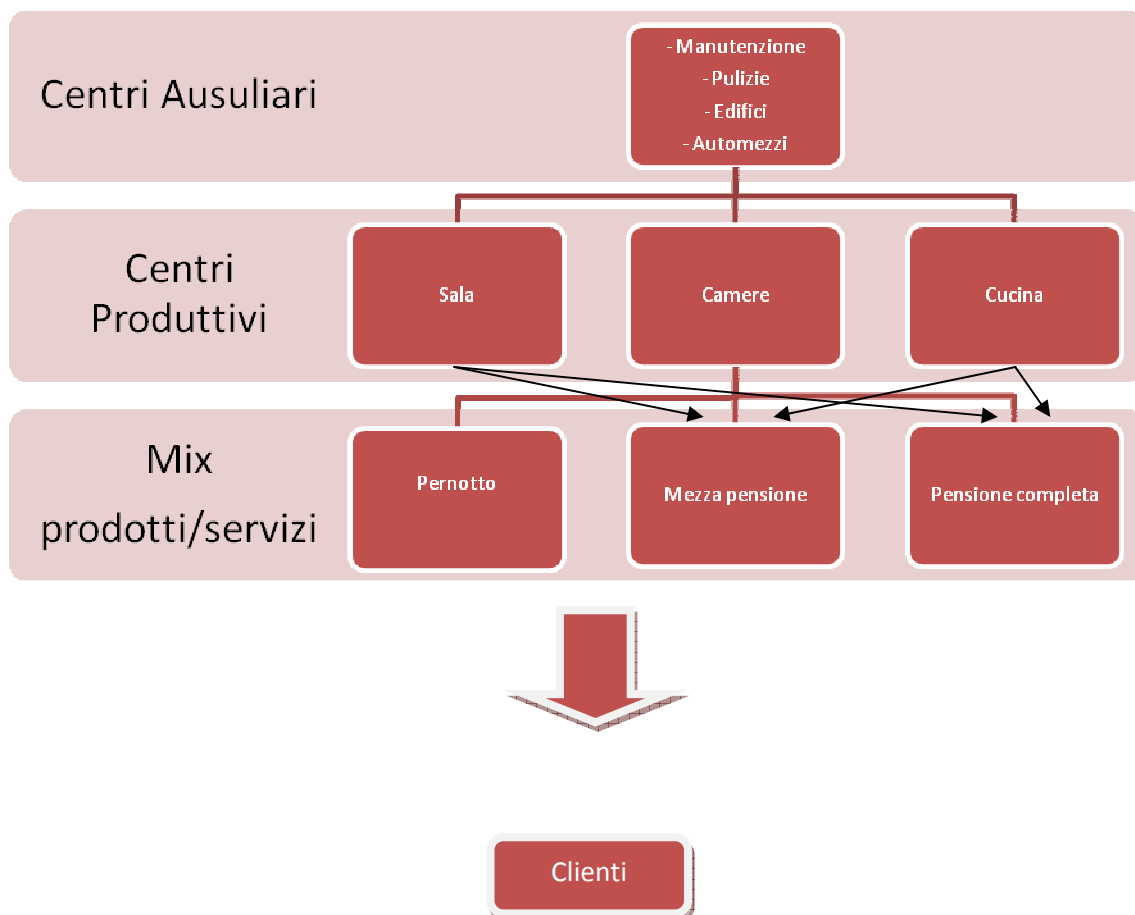 Centri Ausuliari
- Manutenzione
- Pulizie
- Edifici
- Automezzi
Centri
Produttivi
Sala
Camere
Cucina
Mix
prodotti/servizi
Pernotto
Mezza pensione
Pensione completa
Clienti